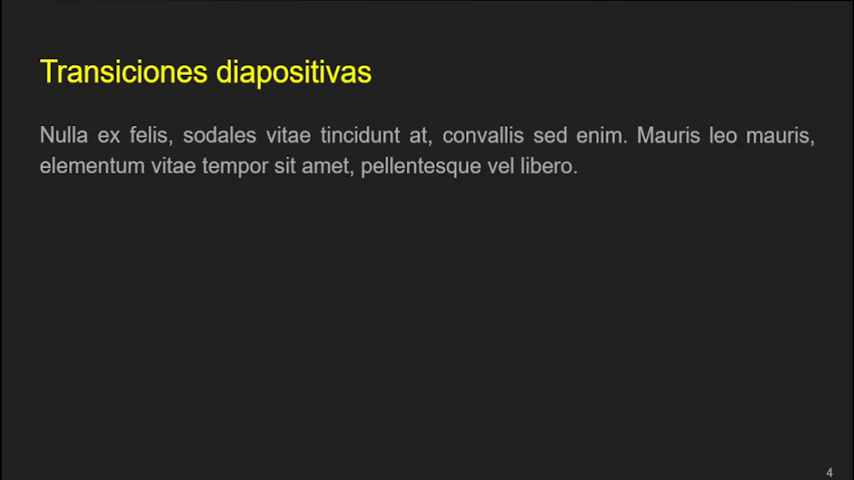 Transiciones diapositivas
Nulla ex felis, sodales vitae tincidunt at, convallis sed enim. Mauris leo mauris,
elementum vitae tempor sit amet, pellentesque vel libero.
4